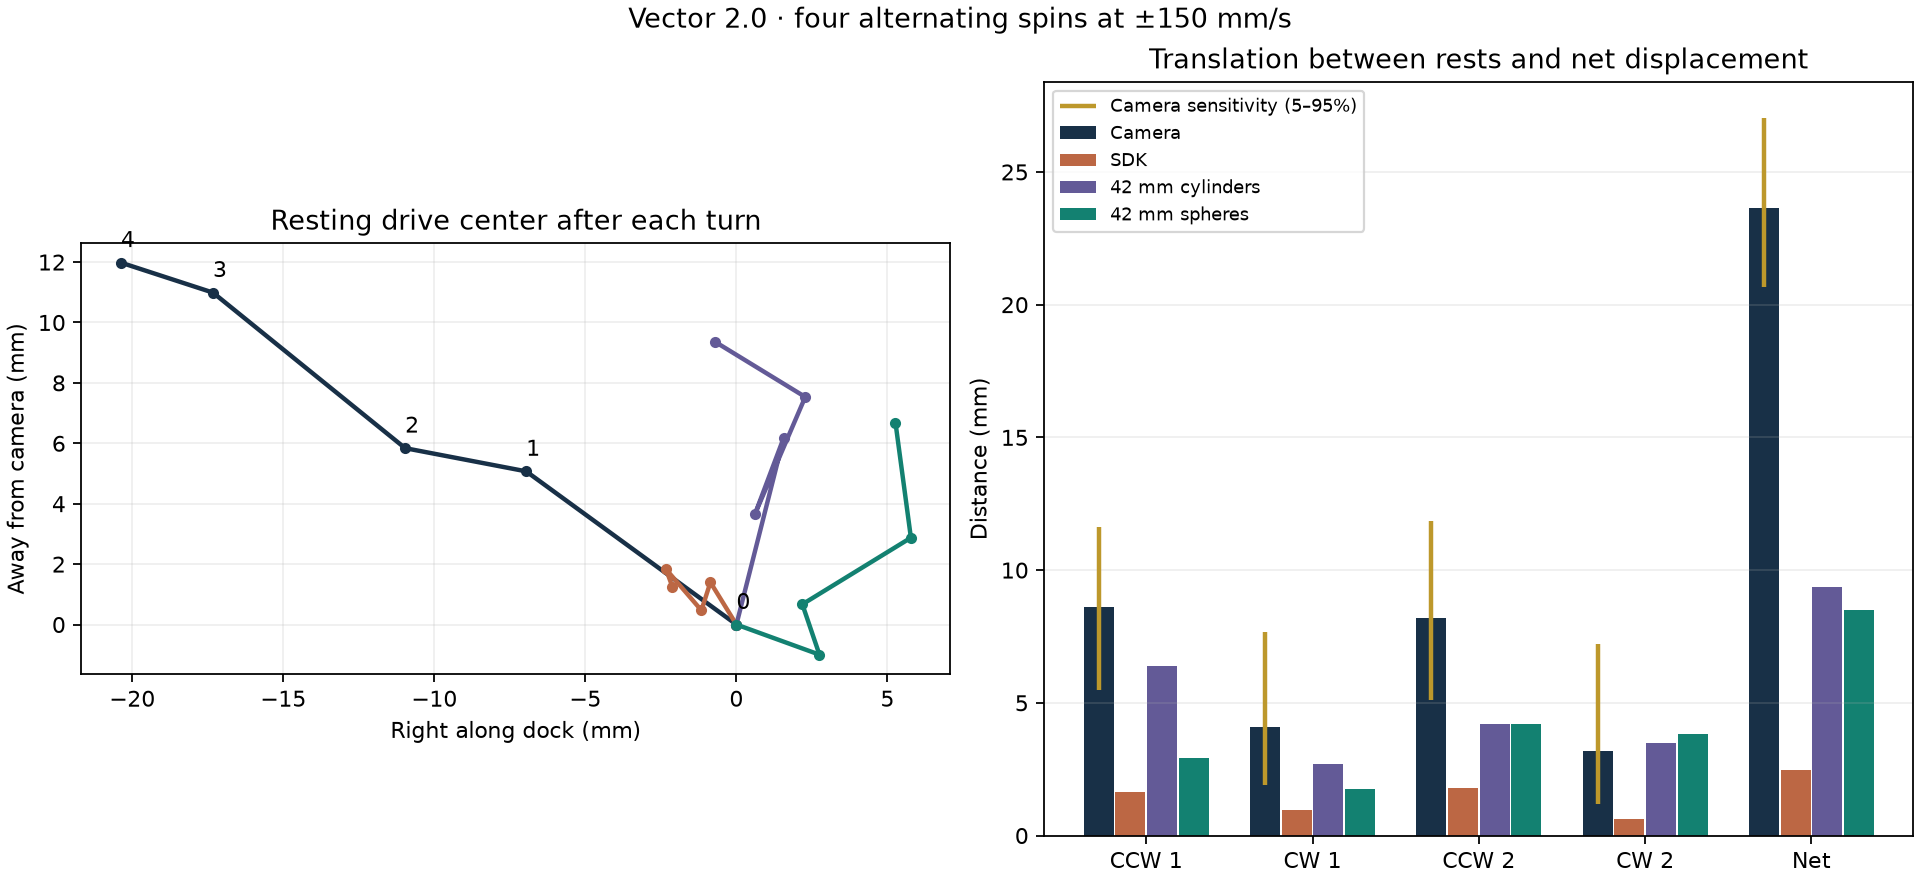 Vector 2.0 · four alternating spins at ±150 mm/s
Resting drive center after each turn
4
3
2
1
0
12
10
8
6
4
2
0
−20
−15
−10
−5
0
5
Away from camera (mm)
Right along dock (mm)
Translation between rests and net displacement
Camera sensitivity (5–95%)
Camera
SDK
42 mm cylinders
42 mm spheres
25
20
15
10
5
0
Distance (mm)
CCW 1
CW 1
CCW 2
CW 2
Net